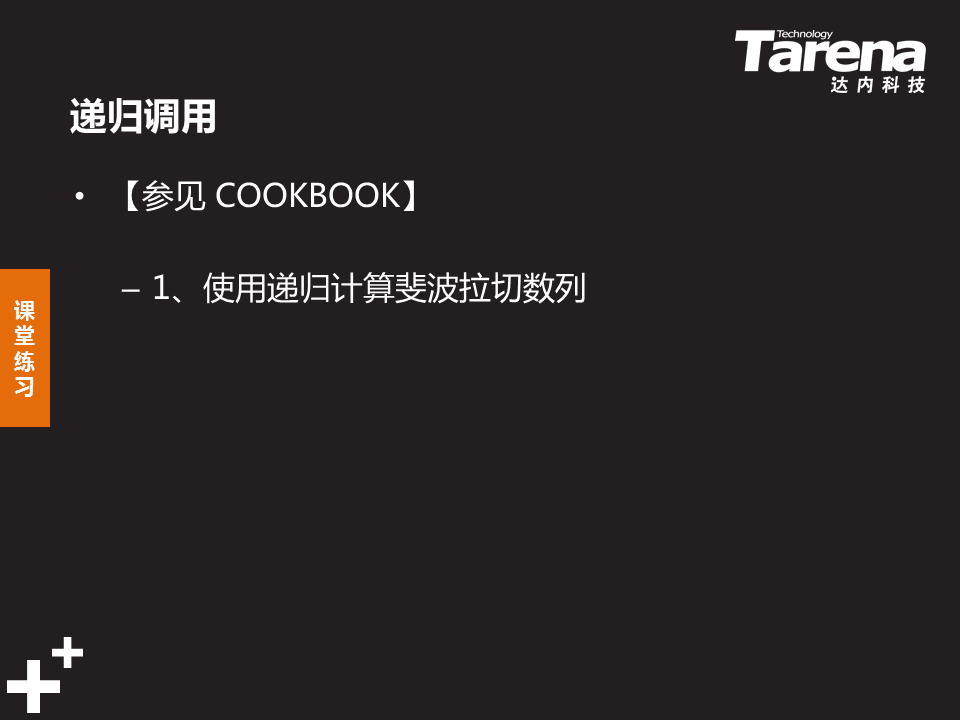 Technology
Tarena
达内科技
递归调用
• 【参见 COOKBOOK】
– 1、使用递归计算斐波拉切数列
课
堂
练
习